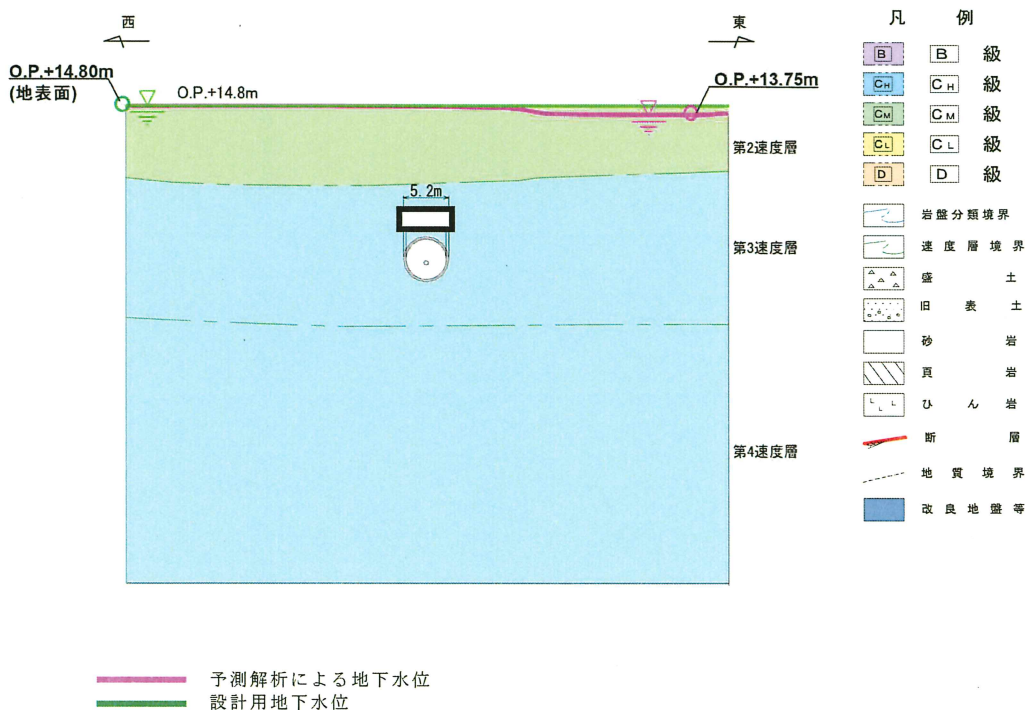 西
東
O.P.+14.80m
(地表面)
O.P.+14.8m
O.P.+13.75m
第2速度層
5.2m
第3速度層
第4速度層
凡 例
B B 級
CH CH 級
CM CM 級
CL CL 級
D D 級
岩盤分類境界
速度層境界
盛土
旧表土
砂岩
頁岩
ひん岩
断層
地質境界
改良地盤等
予測解析による地下水位
設計用地下水位